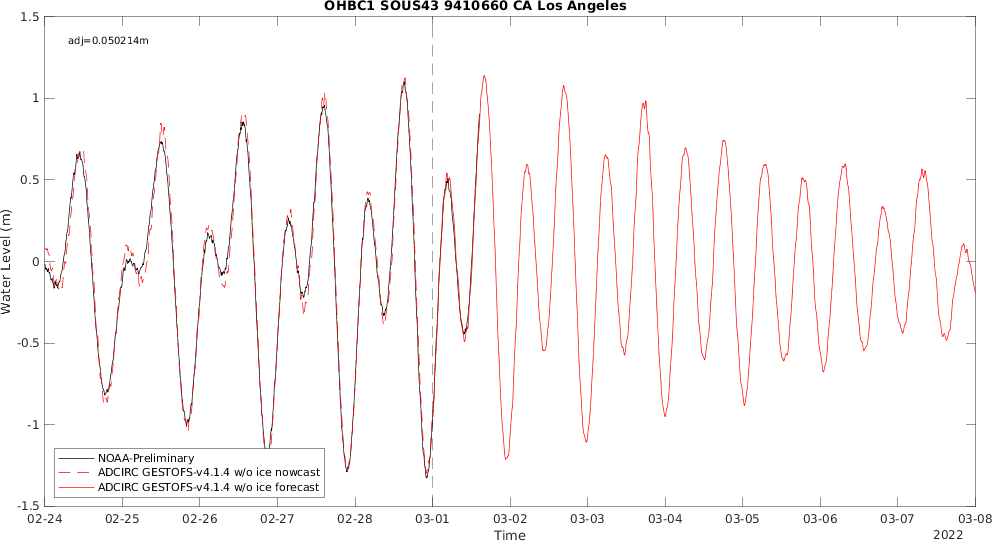 OHBC1 SOUS43 9410660 CA Los Angeles
1.5
adj=0.050214m
1
0.5
0
-0.5
-1
-1.5
Water Level (m)
NOAA-Preliminary
ADCIRC GESTOFS-v4.1.4 w/o ice nowcast
ADCIRC GESTOFS-v4.1.4 w/o ice forecast
02-24 02-25 02-26 02-27 02-28 03-01 03-02 03-03 03-04 03-05 03-06 03-07 03-08
Time
2022